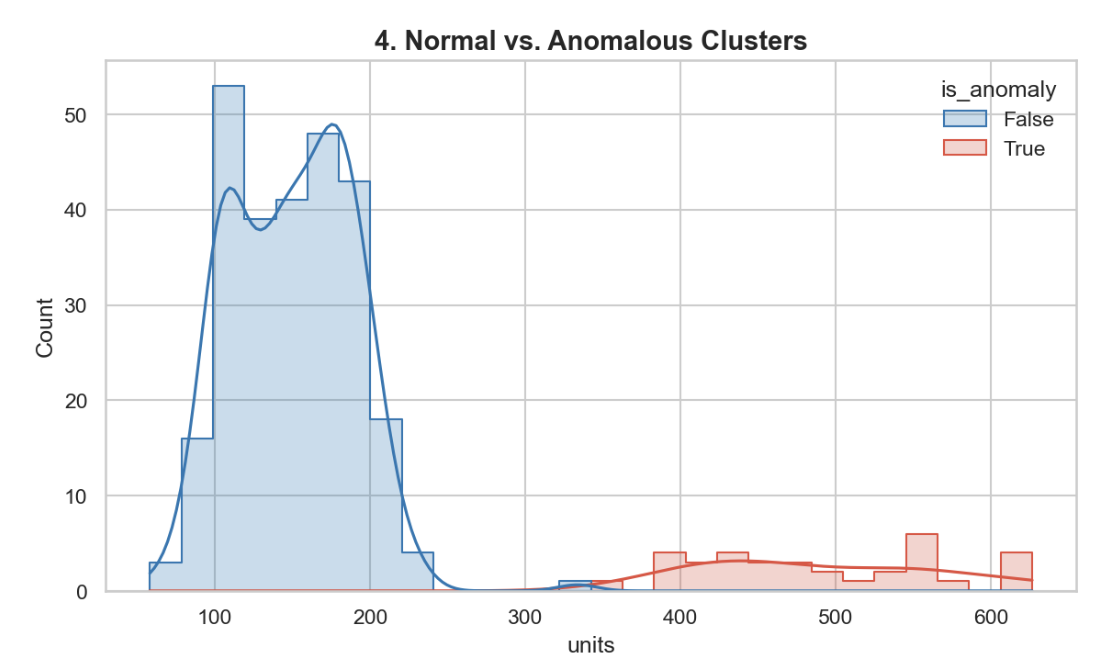 4. Normal vs. Anomalous Clusters
is_anomaly
False
True
Count
50
40
30
20
10
0
100 200 300 400 500 600
units